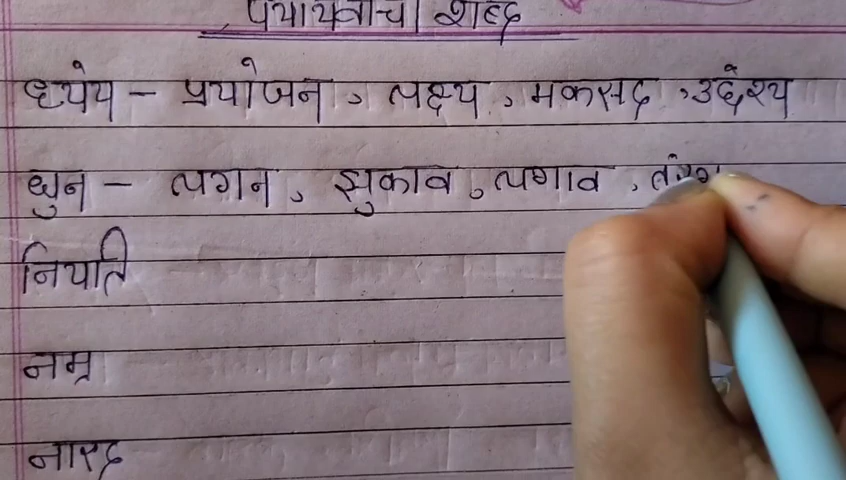 पर्यायवाची शब्द
ध्येय - प्रयोजन, लक्ष्य, मकसद, उद्देश्य
धुन - लगन, झुकाव, लगाव,
नियति
नम्र
नारद